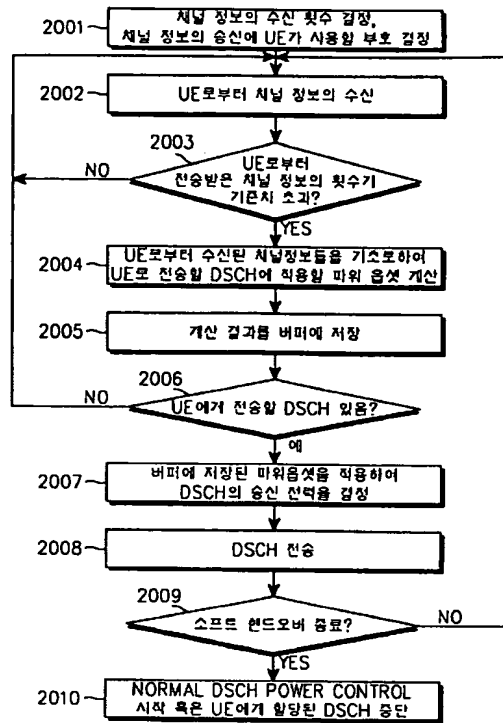 2001
채널 정보의 수신 횟수 결정,
채널 정보의 송신에 UE가 사용할 부호 결정
2002
UE로부터 채널 정보의 수신
2003
UE로부터
전송받은 채널 정보의 횟수기
기준치 초과?
NO
YES
2004
UE로부터 수신된 채널정보들을 기초로하여
UE로 전송할 DSCH에 적용할 파워 옵셋 계산
2005
계산 결과를 버퍼에 저장
2006
UE에게 전송할 DSCH 있음?
NO
예
2007
버퍼에 저장된 파워옵셋을 적용하여
DSCH의 송신 전력을 결정
2008
DSCH 전송
2009
소프트 핸드오버 종료?
NO
YES
2010
NORMAL DSCH POWER CONTROL
시작 혹은 UE에게 할당된 DSCH 중단